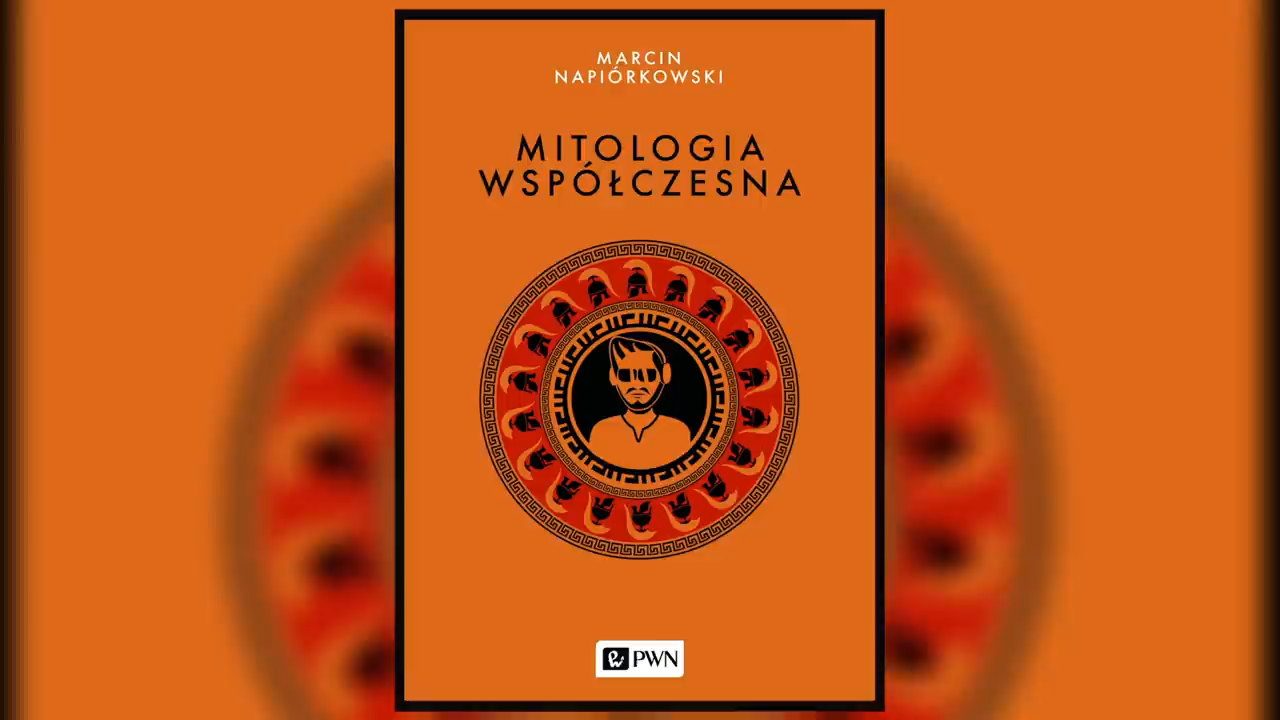 MARCIN
NAPIÓRKOWSKI
MITOLOGIA
WSPÓŁCZESNA
PWN